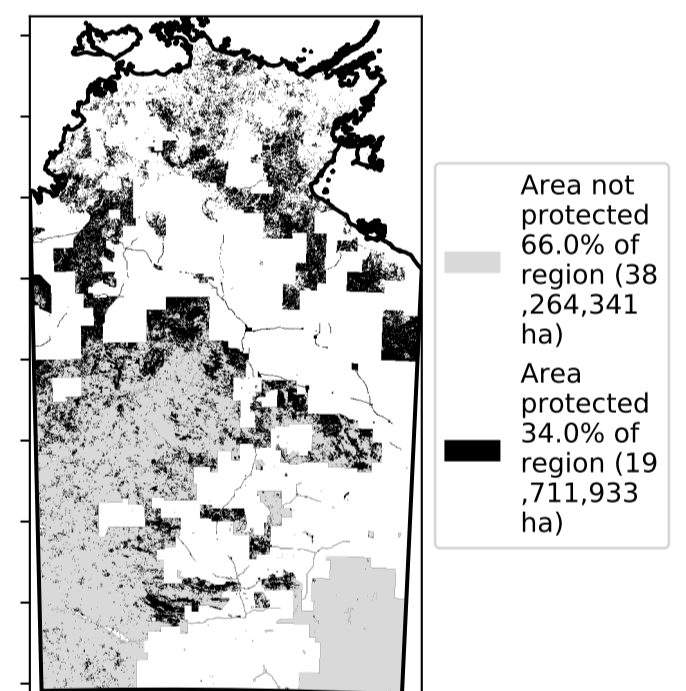 Area not
protected
66.0% of
region (38
,264,341
ha)
Area
protected
34.0% of
region (19
,711,933
ha)